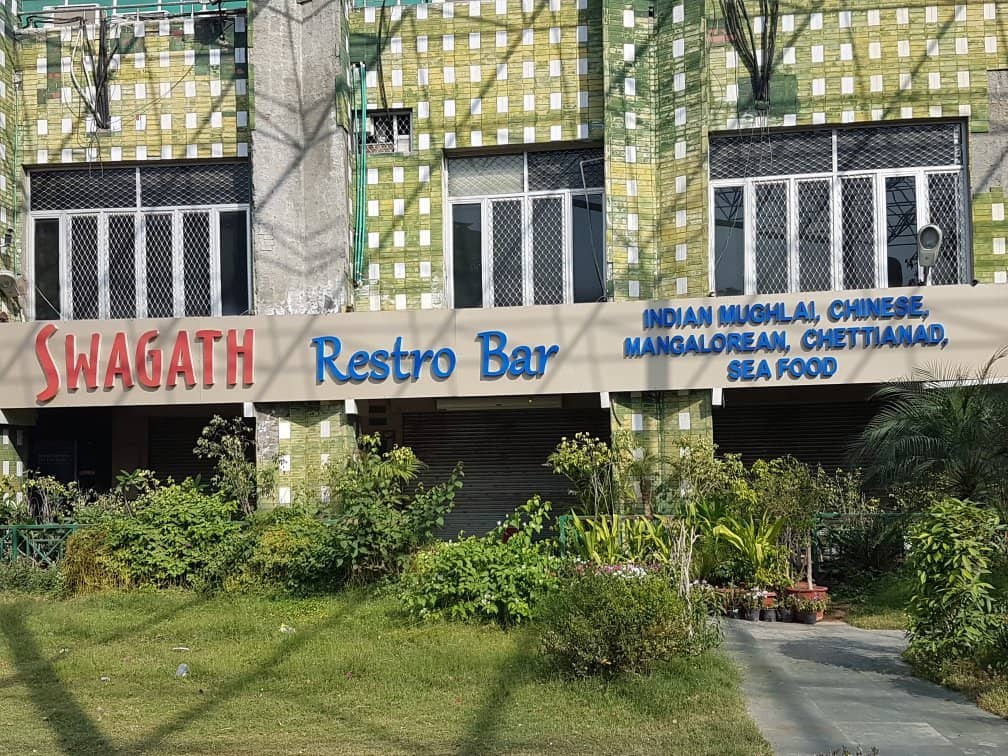 SWAGATH
Restro Bar
INDIAN MUGHLAI, CHINESE,
MANGALOREAN, CHETTIANAD,
SEA FOOD